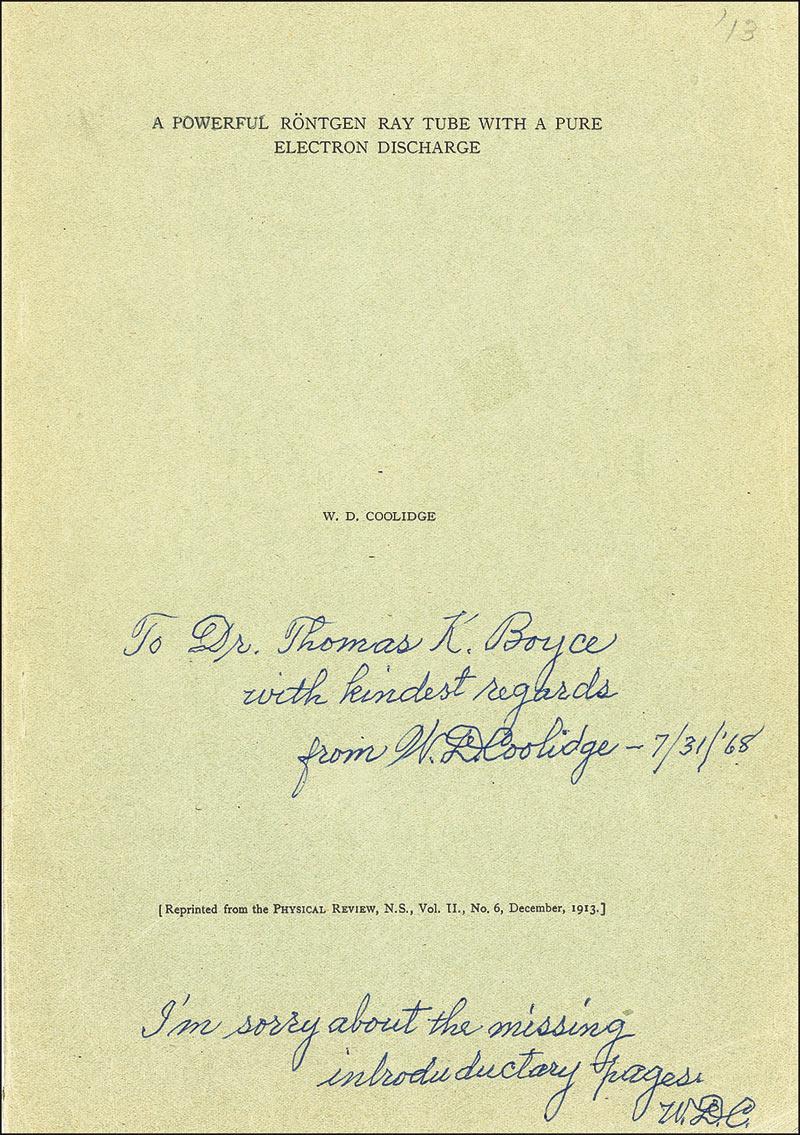 '13
A POWERFUL RÖNTGEN RAY TUBE WITH A PURE
ELECTRON DISCHARGE
W. D. COOLIDGE
To Dr. Thomas K. Boyce
with kindest regards
from W. D. Coolidge – 7/31/'68
[Reprinted from the PHYSICAL REVIEW, N.S., Vol. II., No. 6, December, 1913.]
I'm sorry about the missing
introduductary pages.
W.D.C.